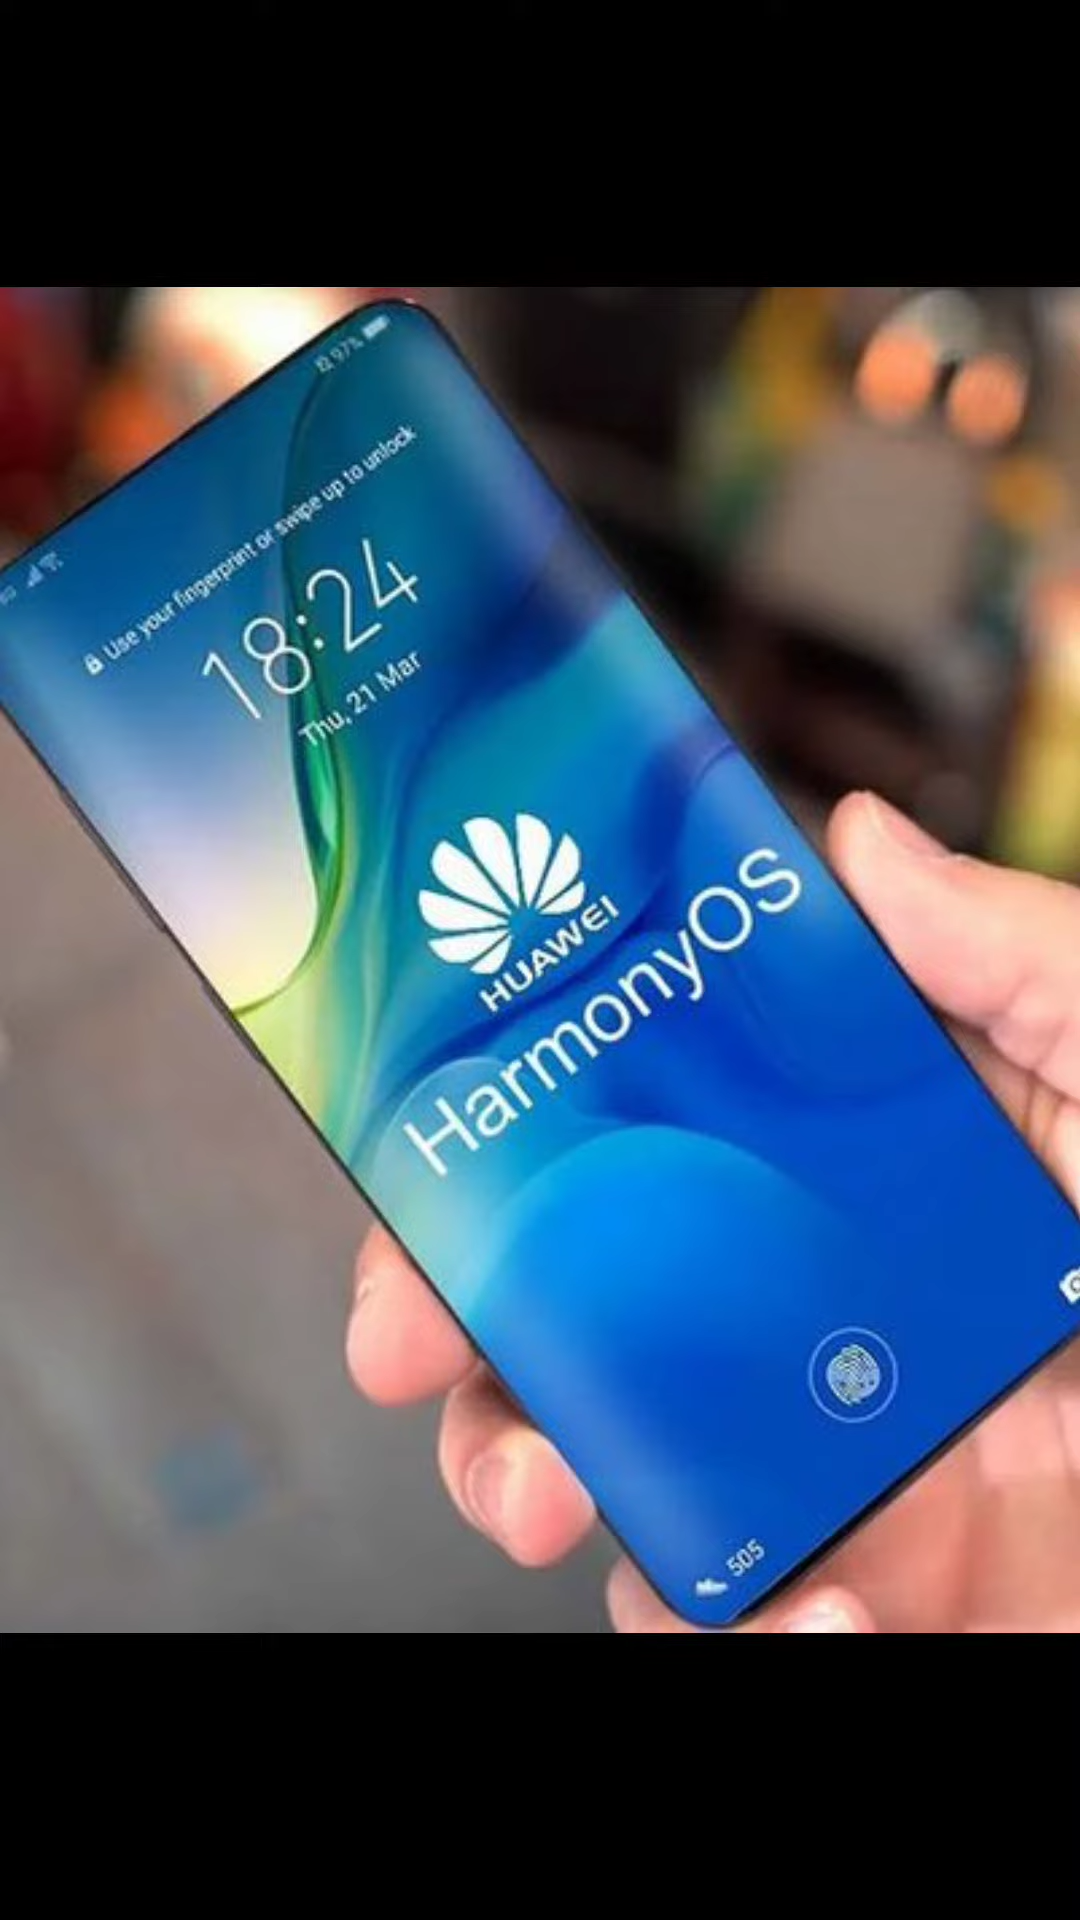 97%
Use your fingerprint or swipe up to unlock
18:24
Thu, 21 Mar
HUAWEI
HarmonyOS
505